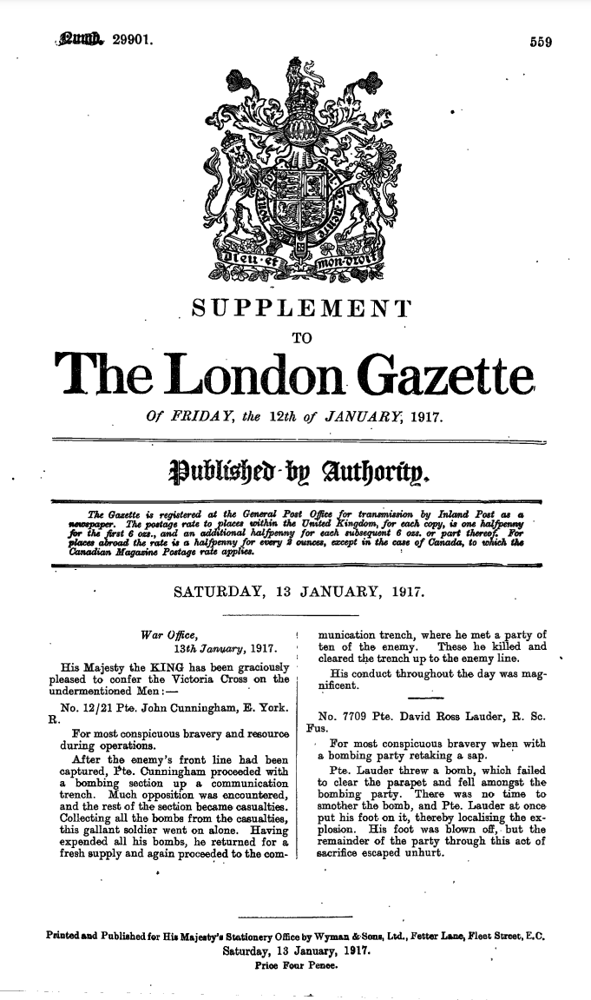 Numb. 29901.
559
Dieu et
mon droit
SUPPLEMENT
TO
The London Gazette
Of FRIDAY, the 12th of JANUARY, 1917.
Published by Authority.
The Gazette is registered at the General Post Office for transmission by Inland Post as a
newspaper. The postage rate to places within the United Kingdom, for each copy, is one halfpenny
for the first 6 ozs., and an additional halfpenny for each subsequent 6 ozs. or part thereof. For
places abroad the rate is a halfpenny for every 2 ounces, except in the case of Canada, to which the
Canadian Magazine Postage rate applies.
SATURDAY, 13 JANUARY, 1917.
War Office,
13th January, 1917.
His Majesty the KING has been graciously
pleased to confer the Victoria Cross on the
undermentioned Men:—
No. 12/21 Pte. John Cunningham, E. York.
R.
For most conspicuous bravery and resource
during operations.
After the enemy's front line had been
captured, Pte. Cunningham proceeded with
a bombing section up a communication
trench. Much opposition was encountered,
and the rest of the section became casualties.
Collecting all the bombs from the casualties,
this gallant soldier went on alone. Having
expended all his bombs, he returned for a
fresh supply and again proceeded to the com-
munication trench, where he met a party of
ten of the enemy. These he killed and
cleared the trench up to the enemy line.
His conduct throughout the day was mag-
nificent.
No. 7709 Pte. David Ross Lauder, R. Sc.
Fus.
For most conspicuous bravery when with
a bombing party retaking a sap.
Pte. Lauder threw a bomb, which failed
to clear the parapet and fell amongst the
bombing party. There was no time to
smother the bomb, and Pte. Lauder at once
put his foot on it, thereby localising the ex-
plosion. His foot was blown off, but the
remainder of the party through this act of
sacrifice escaped unhurt.
Printed and Published for His Majesty's Stationery Office by Wyman & Sons, Ltd., Fetter Lane, Fleet Street, E.C.
Saturday, 13 January, 1917.
Price Four Pence.